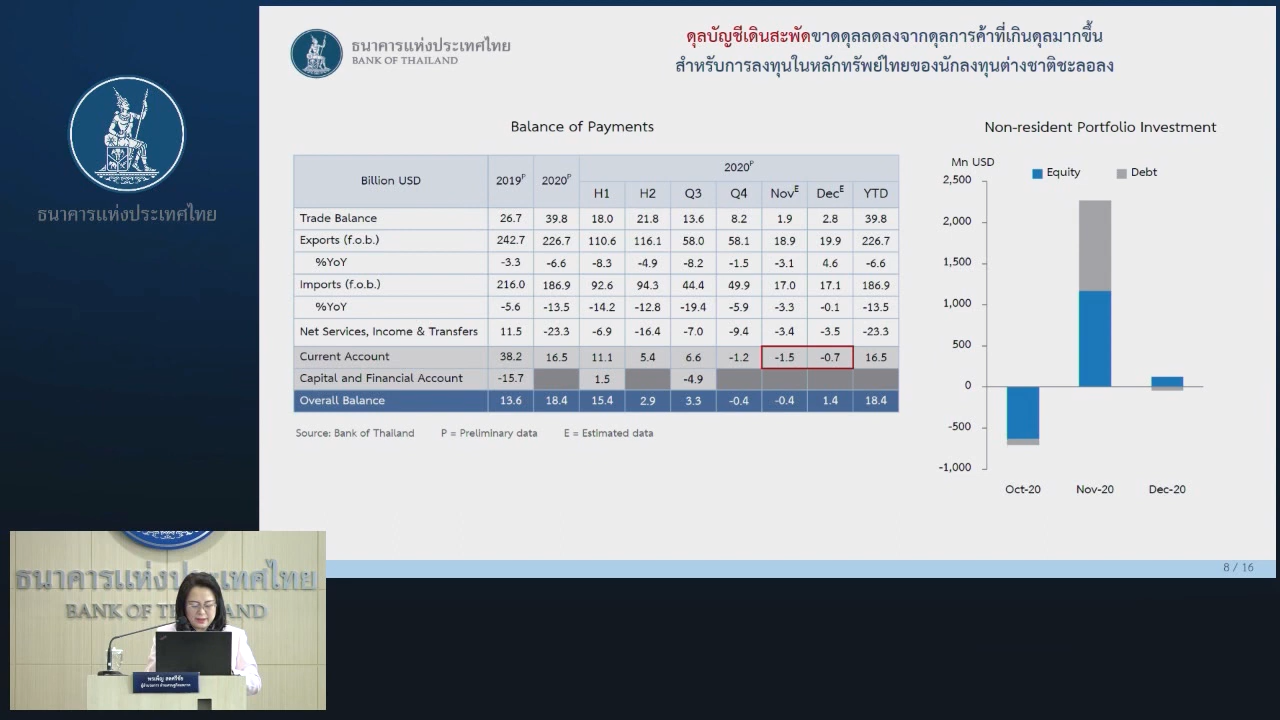 ธนาคารแห่งประเทศไทย
ธนาคารแห่งประเทศไทย
BANK OF THAILAND
ดุลบัญชีเดินสะพัดขาดดุลลดลงจากดุลการค้าที่เกินดุลมากขึ้น
สำหรับการลงทุนในหลักทรัพย์ไทยของนักลงทุนต่างชาติชะลอลง
Balance of Payments
Billion USD 2019P 2020P 2020P
H1 H2 Q3 Q4 NovE DecE YTD
Trade Balance 26.7 39.8 18.0 21.8 13.6 8.2 1.9 2.8 39.8
Exports (f.o.b.) 242.7 226.7 110.6 116.1 58.0 58.1 18.9 19.9 226.7
%YoY -3.3 -6.6 -8.3 -4.9 -8.2 -1.5 -3.1 4.6 -6.6
Imports (f.o.b.) 216.0 186.9 92.6 94.3 44.4 49.9 17.0 17.1 186.9
%YoY -5.6 -13.5 -14.2 -12.8 -19.4 -5.9 -3.3 -0.1 -13.5
Net Services, Income & Transfers 11.5 -23.3 -6.9 -16.4 -7.0 -9.4 -3.4 -3.5 -23.3
Current Account 38.2 16.5 11.1 5.4 6.6 -1.2 -1.5 -0.7 16.5
Capital and Financial Account -15.7 1.5 -4.9
Overall Balance 13.6 18.4 15.4 2.9 3.3 -0.4 -0.4 1.4 18.4
Source: Bank of Thailand P = Preliminary data E = Estimated data
Non-resident Portfolio Investment
Mn USD
Equity Debt
2,500
2,000
1,500
1,000
500
0
-500
-1,000
Oct-20 Nov-20 Dec-20
8 / 16
ธนาคารแห่งประเทศไทย
BANK OF THAILAND